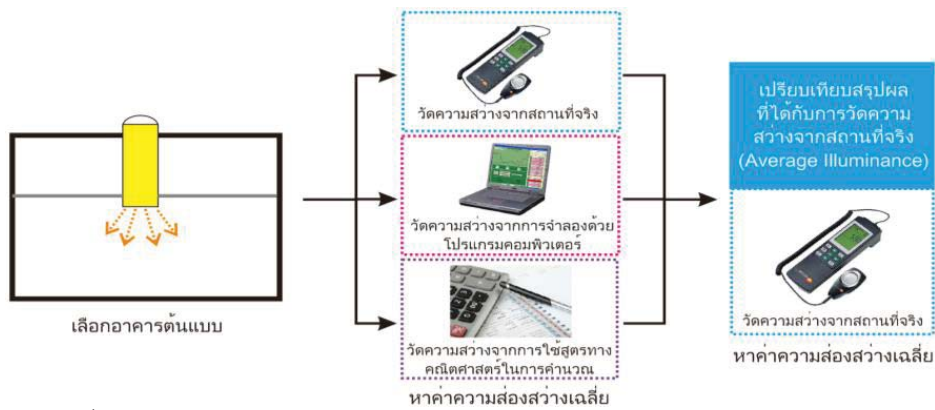 เลือกอาคารต้นแบบ
วัดความสว่างจากสถานที่จริง
วัดความสว่างจากการจำลองด้วย
โปรแกรมคอมพิวเตอร์
วัดความสว่างจากการใช้สูตรทาง
คณิตศาสตร์ในการคำนวณ
หาค่าความส่องสว่างเฉลี่ย
เปรียบเทียบสรุปผล
ที่ได้กับการวัดความ
สว่างจากสถานที่จริง
(Average Illuminance)
วัดความสว่างจากสถานที่จริง
หาค่าความส่องสว่างเฉลี่ย